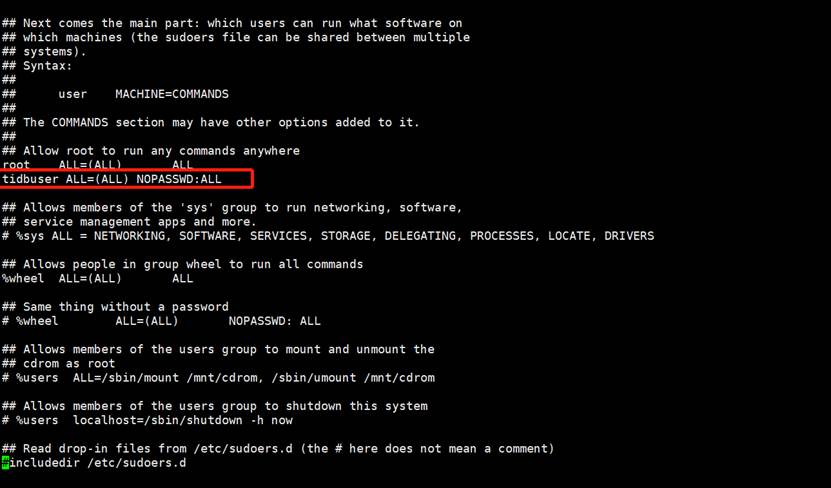 ## Next comes the main part: which users can run what software on
## which machines (the sudoers file can be shared between multiple
## systems).
## Syntax:
##
##      user    MACHINE=COMMANDS
##
## The COMMANDS section may have other options added to it.
##
## Allow root to run any commands anywhere
root    ALL=(ALL)       ALL
tidbuser ALL=(ALL) NOPASSWD:ALL
## Allows members of the 'sys' group to run networking, software,
## service management apps and more.
# %sys ALL = NETWORKING, SOFTWARE, SERVICES, STORAGE, DELEGATING, PROCESSES, LOCATE, DRIVERS
## Allows people in group wheel to run all commands
%wheel  ALL=(ALL)       ALL
## Same thing without a password
# %wheel        ALL=(ALL)       NOPASSWD: ALL
## Allows members of the users group to mount and unmount the
## cdrom as root
# %users  ALL=/sbin/mount /mnt/cdrom, /sbin/umount /mnt/cdrom
## Allows members of the users group to shutdown this system
# %users  localhost=/sbin/shutdown -h now
## Read drop-in files from /etc/sudoers.d (the # here does not mean a comment)
#includedir /etc/sudoers.d